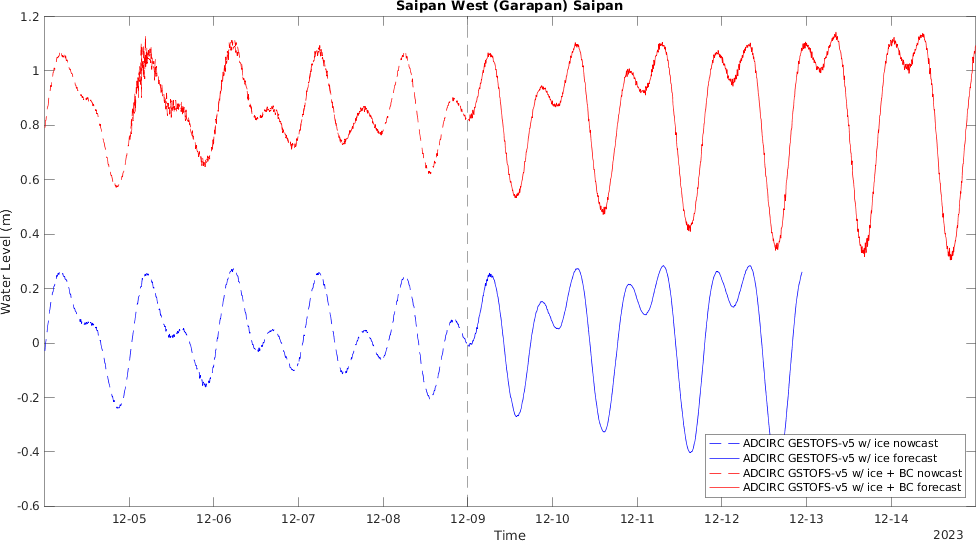 Saipan West (Garapan) Saipan
1.2
1
0.8
0.6
0.4
0.2
0
-0.2
-0.4
-0.6
Water Level (m)
ADCIRC GESTOFS-v5 w/ ice nowcast
ADCIRC GESTOFS-v5 w/ ice forecast
ADCIRC GSTOFS-v5 w/ ice + BC nowcast
ADCIRC GSTOFS-v5 w/ ice + BC forecast
12-05 12-06 12-07 12-08 12-09 12-10 12-11 12-12 12-13 12-14
Time
2023